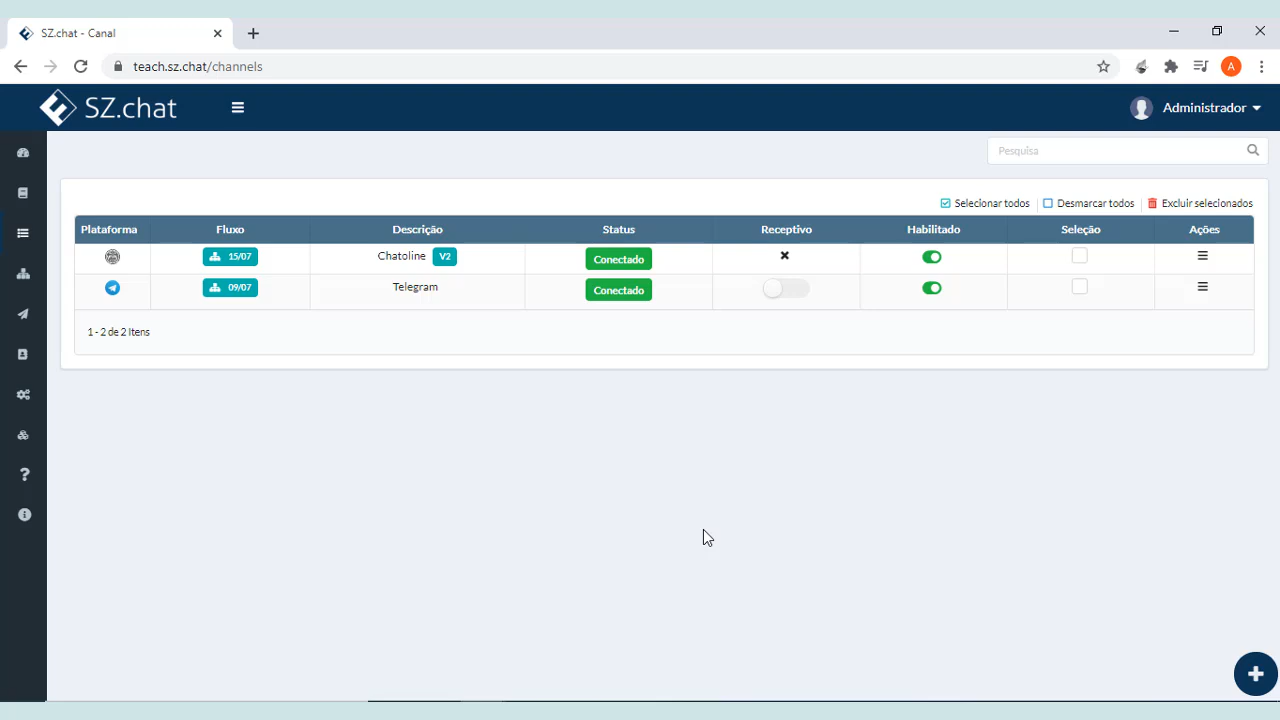 SZ.chat - Canal
teach.sz.chat/channels
A
SZ.chat
Administrador
Pesquisa
Selecionar todos Desmarcar todos Excluir selecionados
Plataforma Fluxo Descrição Status Receptivo Habilitado Seleção Ações
15/07 Chatoline V2 Conectado
09/07 Telegram Conectado
1 - 2 de 2 Itens